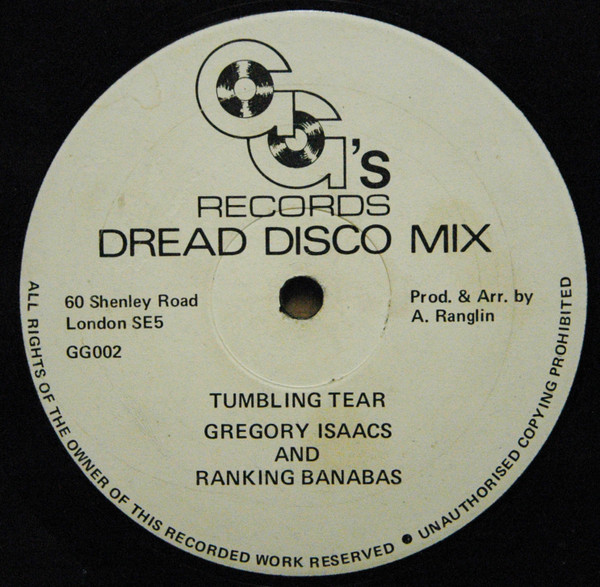 GG's
RECORDS
DREAD DISCO MIX
60 Shenley Road
London SE5
GG002
Prod. & Arr. by
A. Ranglin
TUMBLING TEAR
GREGORY ISAACS
AND
RANKING BANABAS
ALL RIGHTS OF THE OWNER OF THIS RECORDED WORK RESERVED ● UNAUTHORISED COPYING PROHIBITED